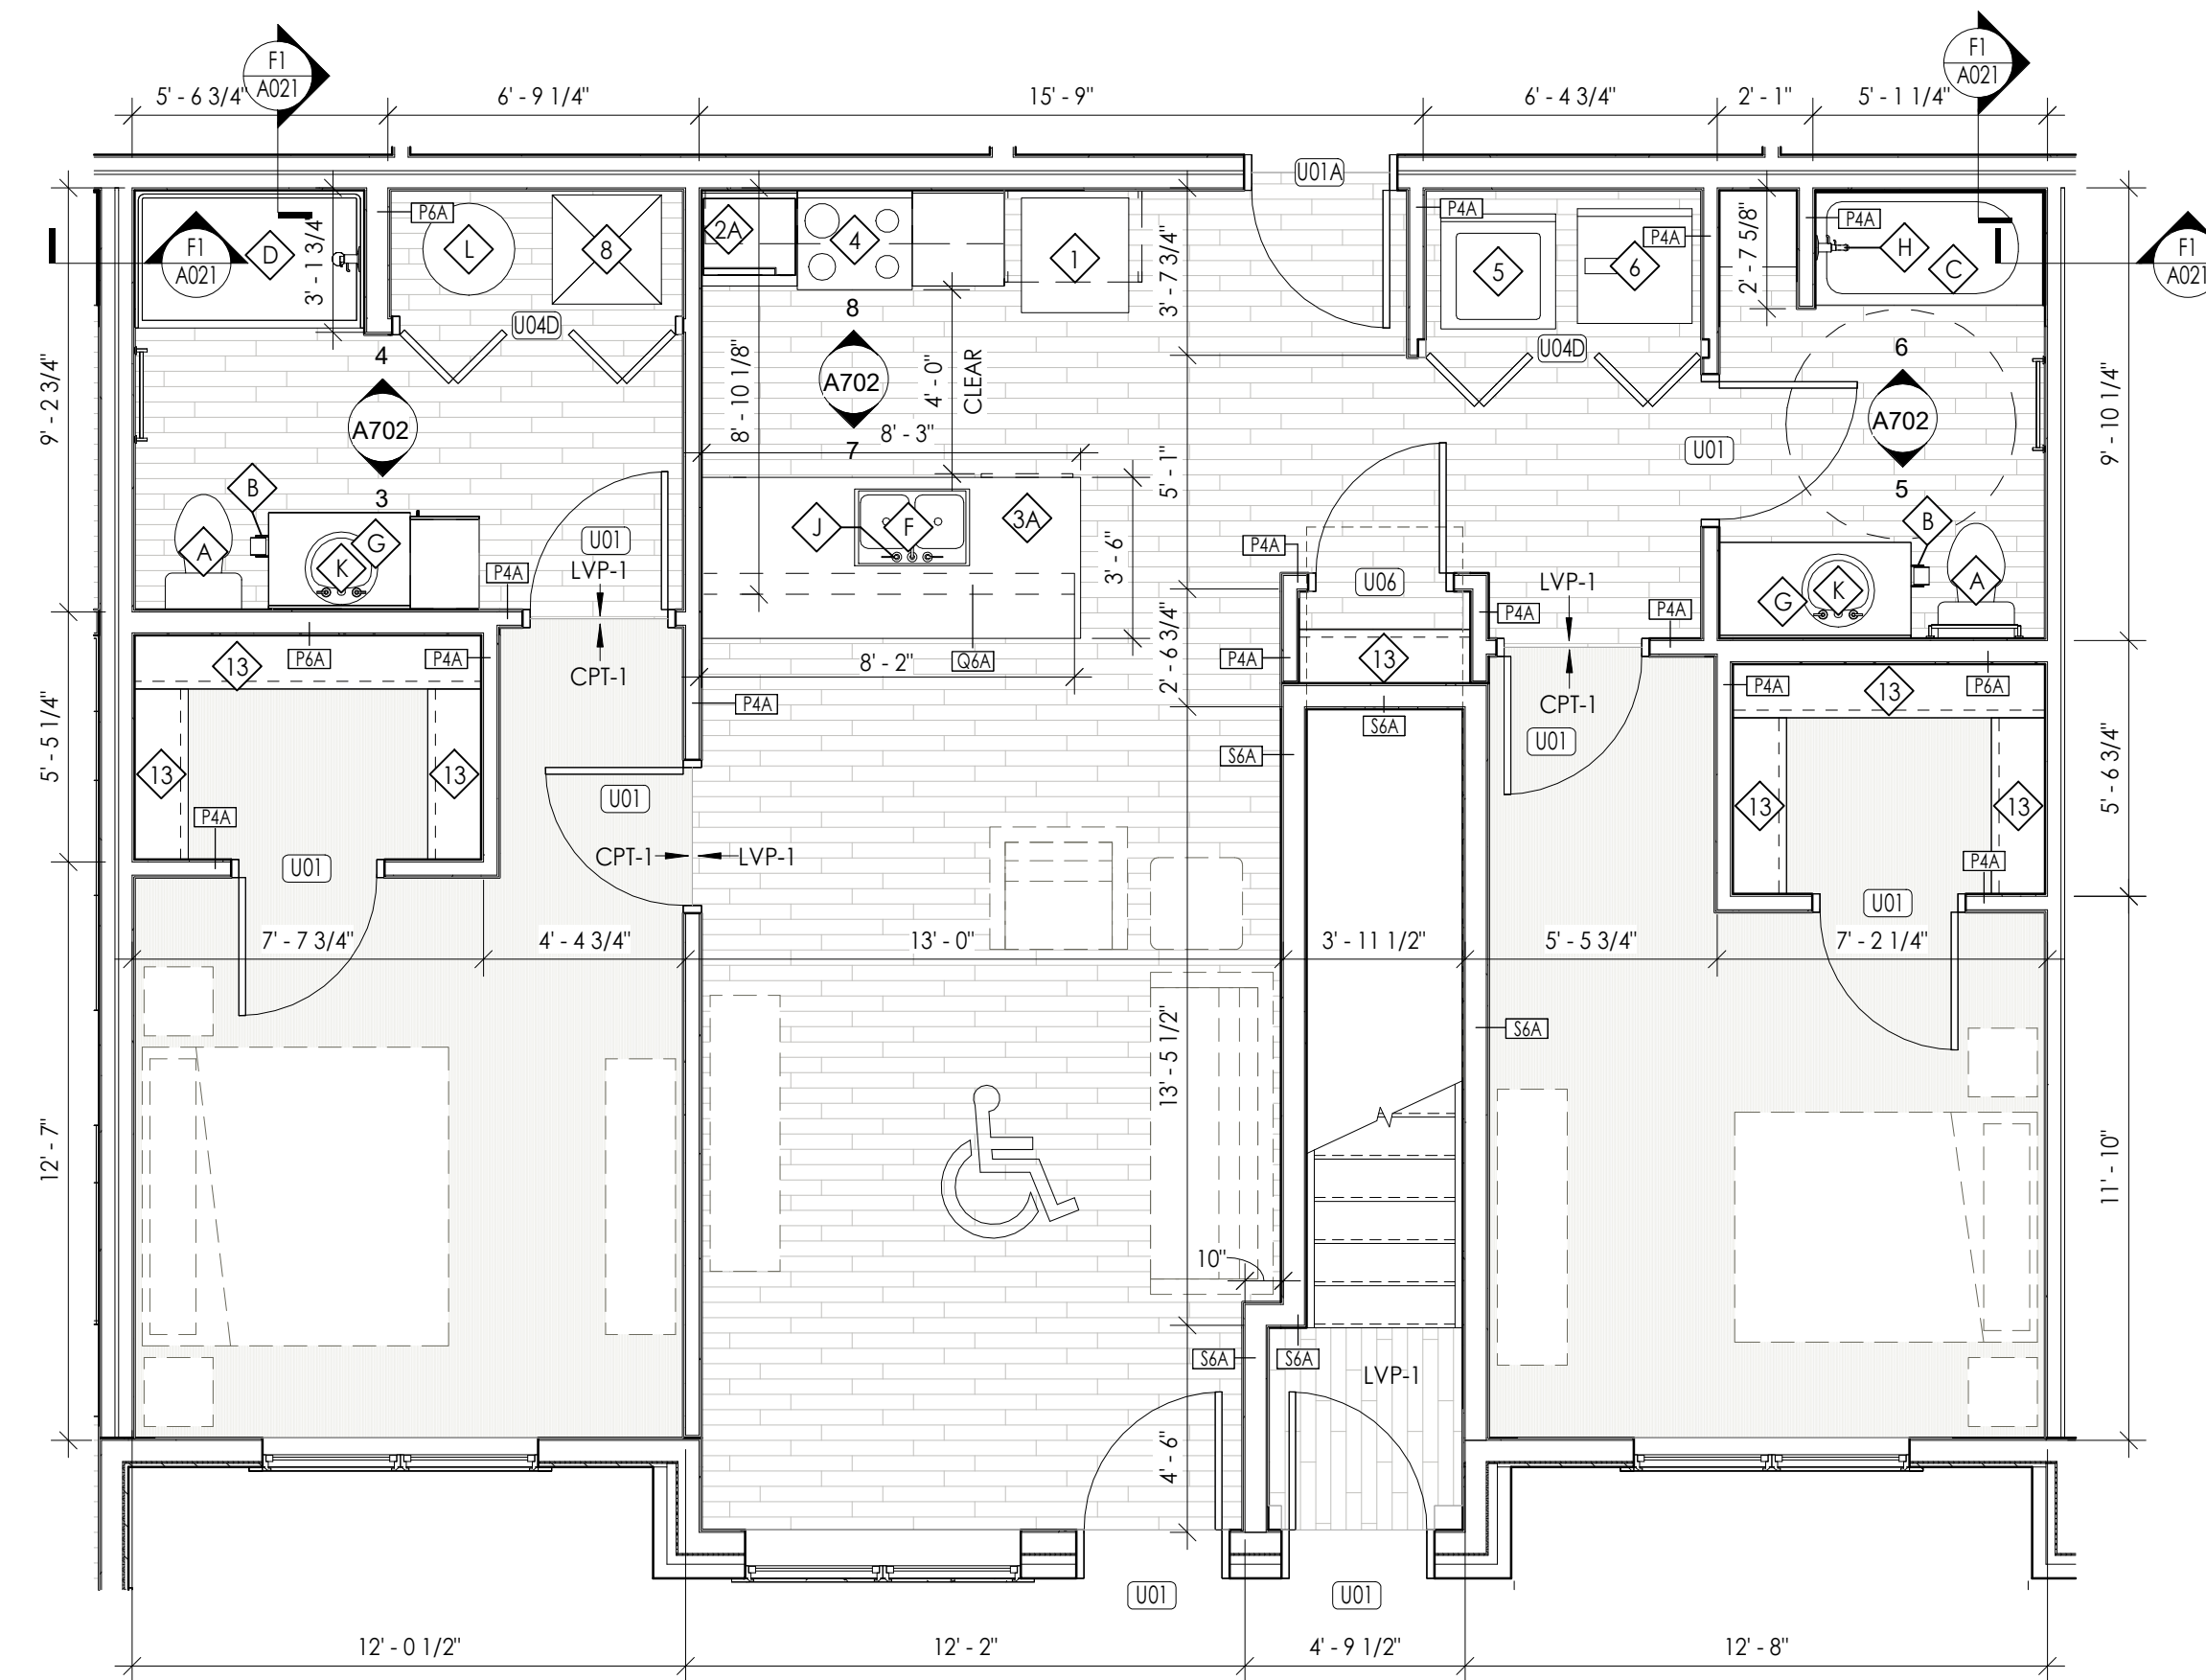 F1
A021
F1
A021
5' - 6 3/4"
6' - 9 1/4"
15' - 9"
6' - 4 3/4"
2' - 1"
5' - 1 1/4"
U01A
P6A
P4A
P4A
P4A
2A
4
1
L
8
D
F1
A021
3' - 1 3/4
3' - 7 3/4"
5
6
2' - 7 5/8"
H
C
F1
A021
8
U04D
U04D
4
A702
3
8' - 10 1/8"
A702
7
4' - 0"
CLEAR
8' - 3"
6
A702
5
U01
9' - 2 3/4"
9' - 10 1/4"
5' - 1"
B
A
K
G
U01
LVP-1
P4A
CPT-1
J
F
3A
3' - 6"
P4A
U06
P4A
LVP-1
P4A
B
G
K
A
P6A
P4A
13
8' - 2"
Q6A
2' - 6 3/4"
P4A
13
CPT-1
P4A
13
P6A
P4A
S6A
S6A
U01
5' - 5 1/4"
13
13
U01
P4A
13
13
5' - 6 3/4"
P4A
U01
CPT-1
LVP-1
P4A
U01
7' - 7 3/4"
4' - 4 3/4"
13' - 0"
3' - 11 1/2"
5' - 5 3/4"
7' - 2 1/4"
S6A
12' - 7"
13' - 5 1/2"
11' - 10"
10"
S6A
S6A
LVP-1
4' - 6"
U01
U01
12' - 0 1/2"
12' - 2"
4' - 9 1/2"
12' - 8"